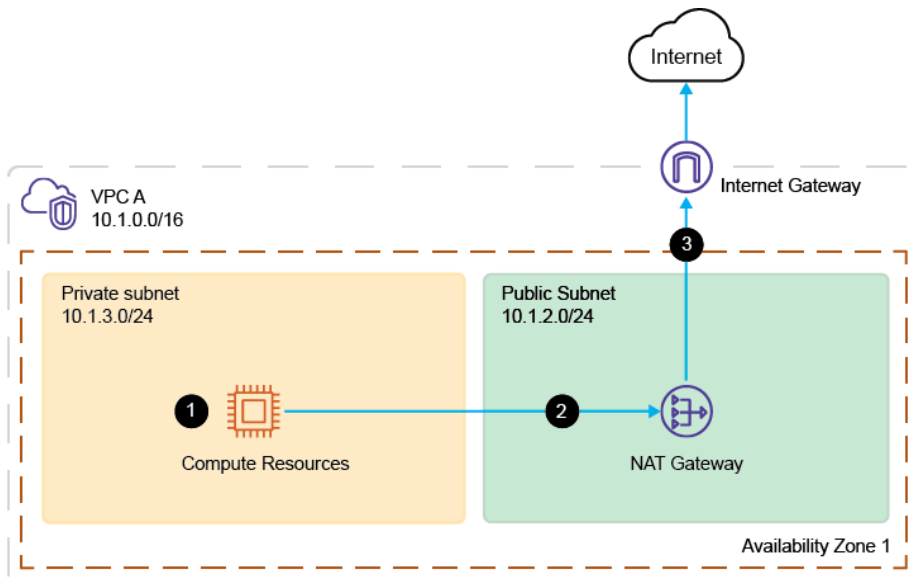 Internet
Internet Gateway
VPC A
10.1.0.0/16
3
Private subnet
10.1.3.0/24
Public Subnet
10.1.2.0/24
1
2
Compute Resources
NAT Gateway
Availability Zone 1